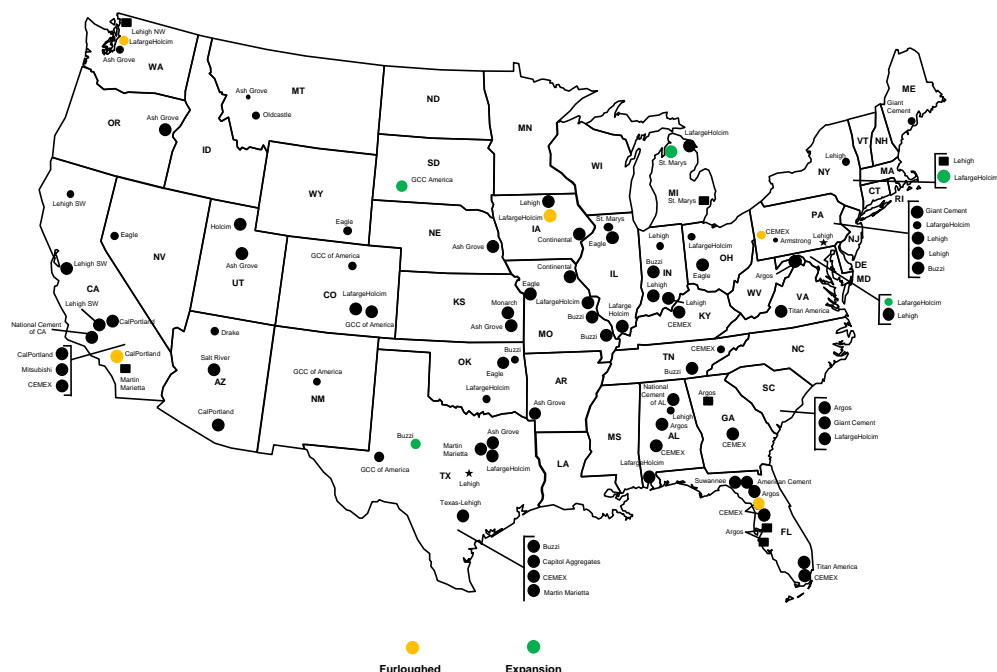 Lehigh NW
LafargeHolcim
Ash Grove
WA
Ash Grove
Oldcastle
MT
ND
MN
ME
Giant
Cement
OR
Ash Grove
ID
SD
GCC America
WI
LafargeHolcim
St. Marys
MI
St. Marys
VT
NH
Lehigh
NY
MA
CT
RI
Lehigh
LafargeHolcim
WY
Eagle
Lehigh SW
Eagle
NV
Holcim
Ash Grove
UT
NE
Ash Grove
Lehigh
LafargeHolcim
IA
Continental
St. Marys
Eagle
IL
Lehigh
Buzzi
IN
Lehigh
LafargeHolcim
Eagle
OH
PA
CEMEX
Armstrong
Lehigh
NJ
DE
MD
Giant Cement
LafargeHolcim
Lehigh
Lehigh
Buzzi
Lehigh SW
CA
Lehigh SW
National Cement
of CA
CalPortland
GCC of America
CO
LafargeHolcim
GCC of America
KS
Monarch
Ash Grove
Continental
Eagle
LafargeHolcim
Buzzi
MO
Buzzi
Lafarge
Holcim
Lehigh
CEMEX
KY
WV
Argos
VA
Titan America
LafargeHolcim
Lehigh
CalPortland
Mitsubishi
CEMEX
CalPortland
Martin
Marietta
Drake
Salt River
AZ
CalPortland
GCC of America
NM
OK
Buzzi
Eagle
LafargeHolcim
AR
Ash Grove
TN
CEMEX
Buzzi
NC
SC
Argos
Giant Cement
LafargeHolcim
National
Cement
of AL
Lehigh
Argos
AL
CEMEX
Argos
GA
CEMEX
MS
LA
LafargeHolcim
Buzzi
GCC of America
TX
Martin
Marietta
Ash Grove
LafargeHolcim
Lehigh
Texas-Lehigh
Buzzi
Capitol Aggregates
CEMEX
Martin Marietta
Suwannee
American Cement
Argos
CEMEX
Argos
FL
Titan America
CEMEX
Furloughed
Expansion